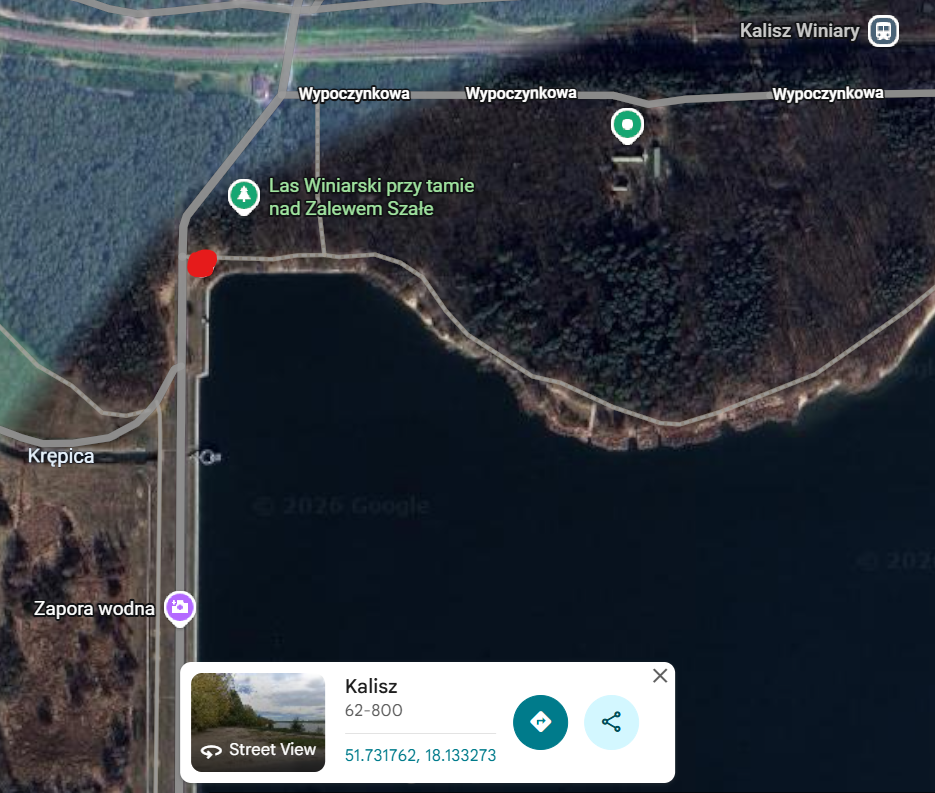 Kalisz Winiary
Wypoczynkowa
Wypoczynkowa
Wypoczynkowa
Las Winiarski przy tamie
nad Zalewem Szałe
Krępica
© 2026 Google
Zapora wodna
Kalisz
62-800
Street View
51.731762, 18.133273